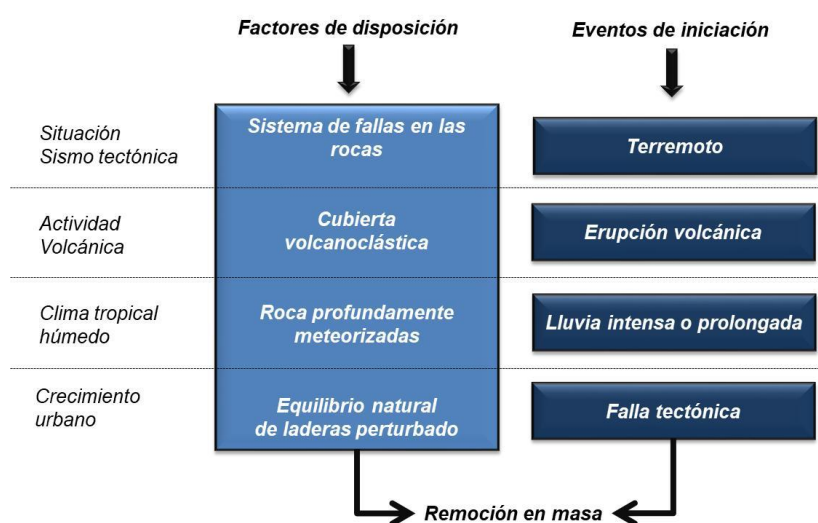 Factores de disposición
Eventos de iniciación
Situación
Sismo tectónica
Sistema de fallas en las
rocas
Terremoto
Actividad
Volcánica
Cubierta
volcanoclástica
Erupción volcánica
Clima tropical
húmedo
Roca profundamente
meteorizadas
Lluvia intensa o prolongada
Crecimiento
urbano
Equilibrio natural
de laderas perturbado
Falla tectónica
Remoción en masa